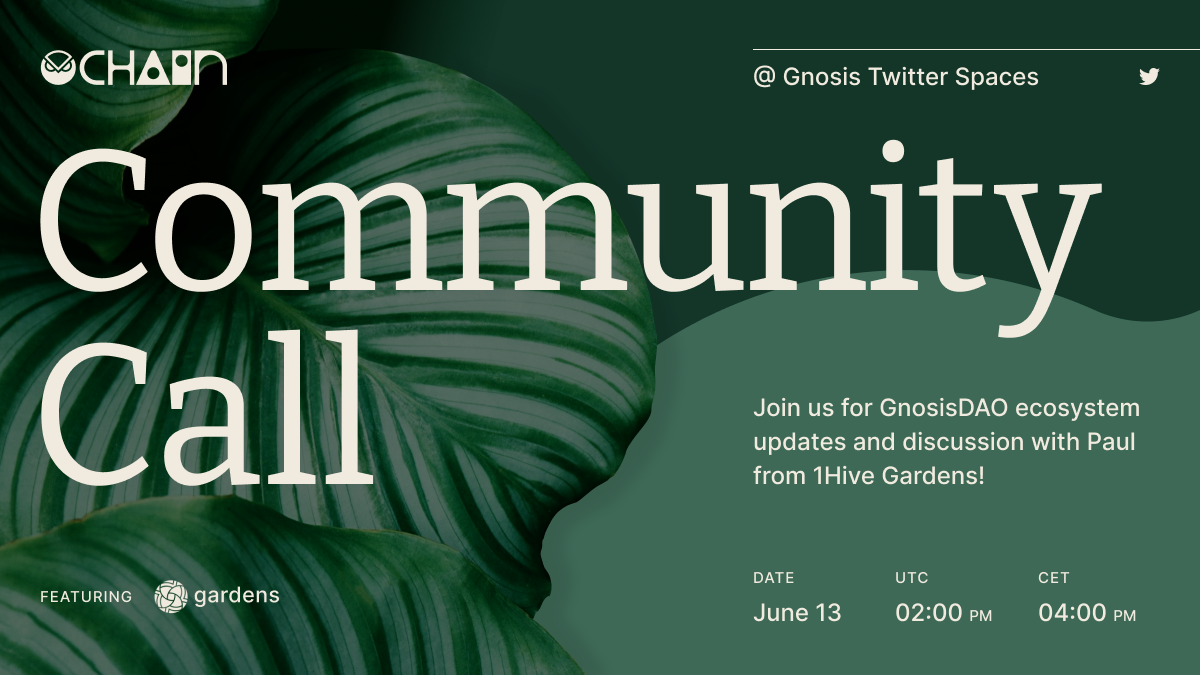 CHAIN
@ Gnosis Twitter Spaces
Community
Call
Join us for GnosisDAO ecosystem
updates and discussion with Paul
from 1Hive Gardens!
FEATURING gardens
DATE UTC CET
June 13 02:00 PM 04:00 PM